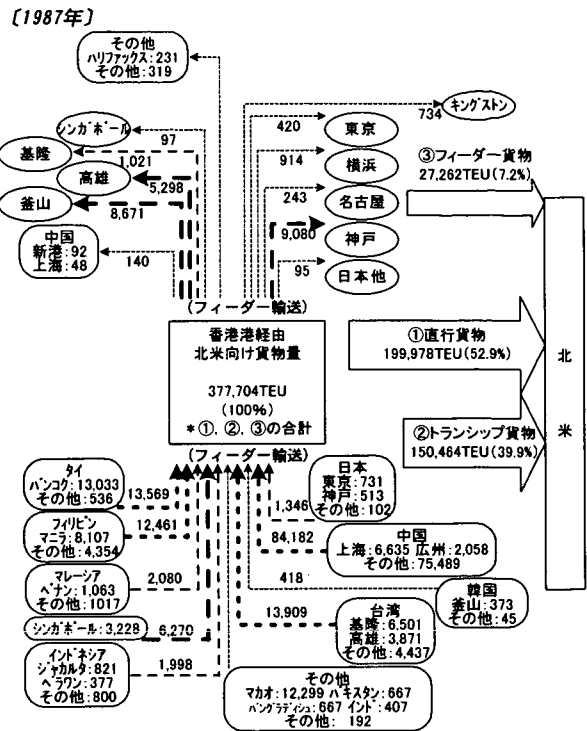 〔1987年〕
その他
ハリファックス:231
その他:319
シンガポール
97
基隆
1,021
高雄
5,298
釜山
8,671
中国
新港:92
上海:48
140
キングストン
734
東京
420
横浜
914
名古屋
243
神戸
9,080
日本他
95
③フィーダー貨物
27,262TEU(7.2%)
(フィーダー輸送)
香港港経由
北米向け貨物量
377,704TEU
(100%)
*①, ②, ③の合計
(フィーダー輸送)
①直行貨物
199,978TEU(52.9%)
②トランシップ貨物
150,464TEU(39.9%)
北
米
タイ
バンコク:13,033
その他:536
13,569
フィリピン
マニラ:8,107
その他:4,354
12,461
マレーシア
ペナン:1,063
その他:1017
2,080
シンガポール:3,228
6,270
インドネシア
ジャカルタ:821
ベラワン:377
その他:800
1,998
日本
東京:731
神戸:513
その他:102
1,346
中国
上海:6,635 広州:2,058
その他:75,489
84,182
韓国
釜山:373
その他:45
418
台湾
基隆:6,501
高雄:3,871
その他:4,437
13,909
その他
マカオ:12,299 パキスタン:667
バングラディシュ:667 インド:407
その他: 192